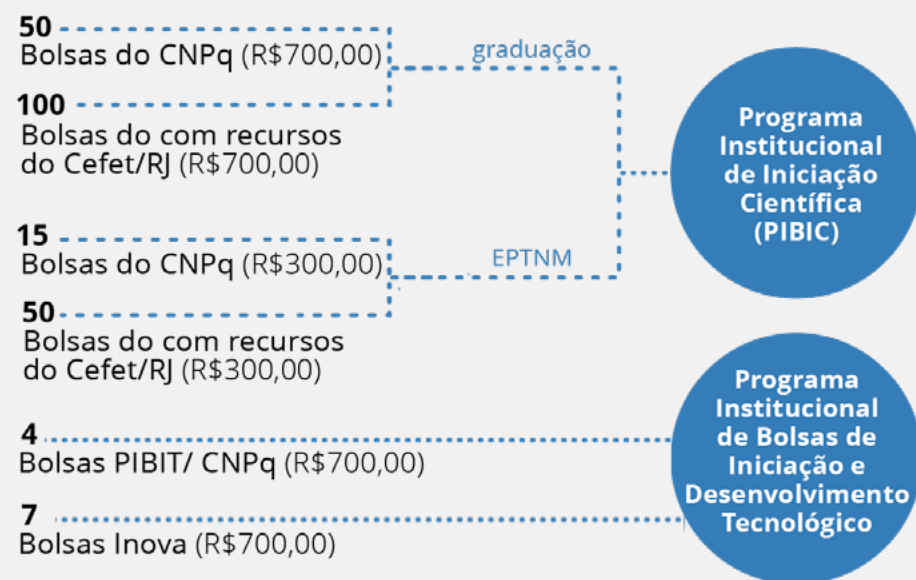 50
Bolsas do CNPq (R$700,00)
graduação
100
Bolsas do com recursos
do Cefet/RJ (R$700,00)
Programa
Institucional
de Iniciação
Científica
(PIBIC)
15
Bolsas do CNPq (R$300,00)
EPTNM
50
Bolsas do com recursos
do Cefet/RJ (R$300,00)
4
Bolsas PIBIT/ CNPq (R$700,00)
7
Bolsas Inova (R$700,00)
Programa
Institucional
de Bolsas de
Iniciação e
Desenvolvimento
Tecnológico